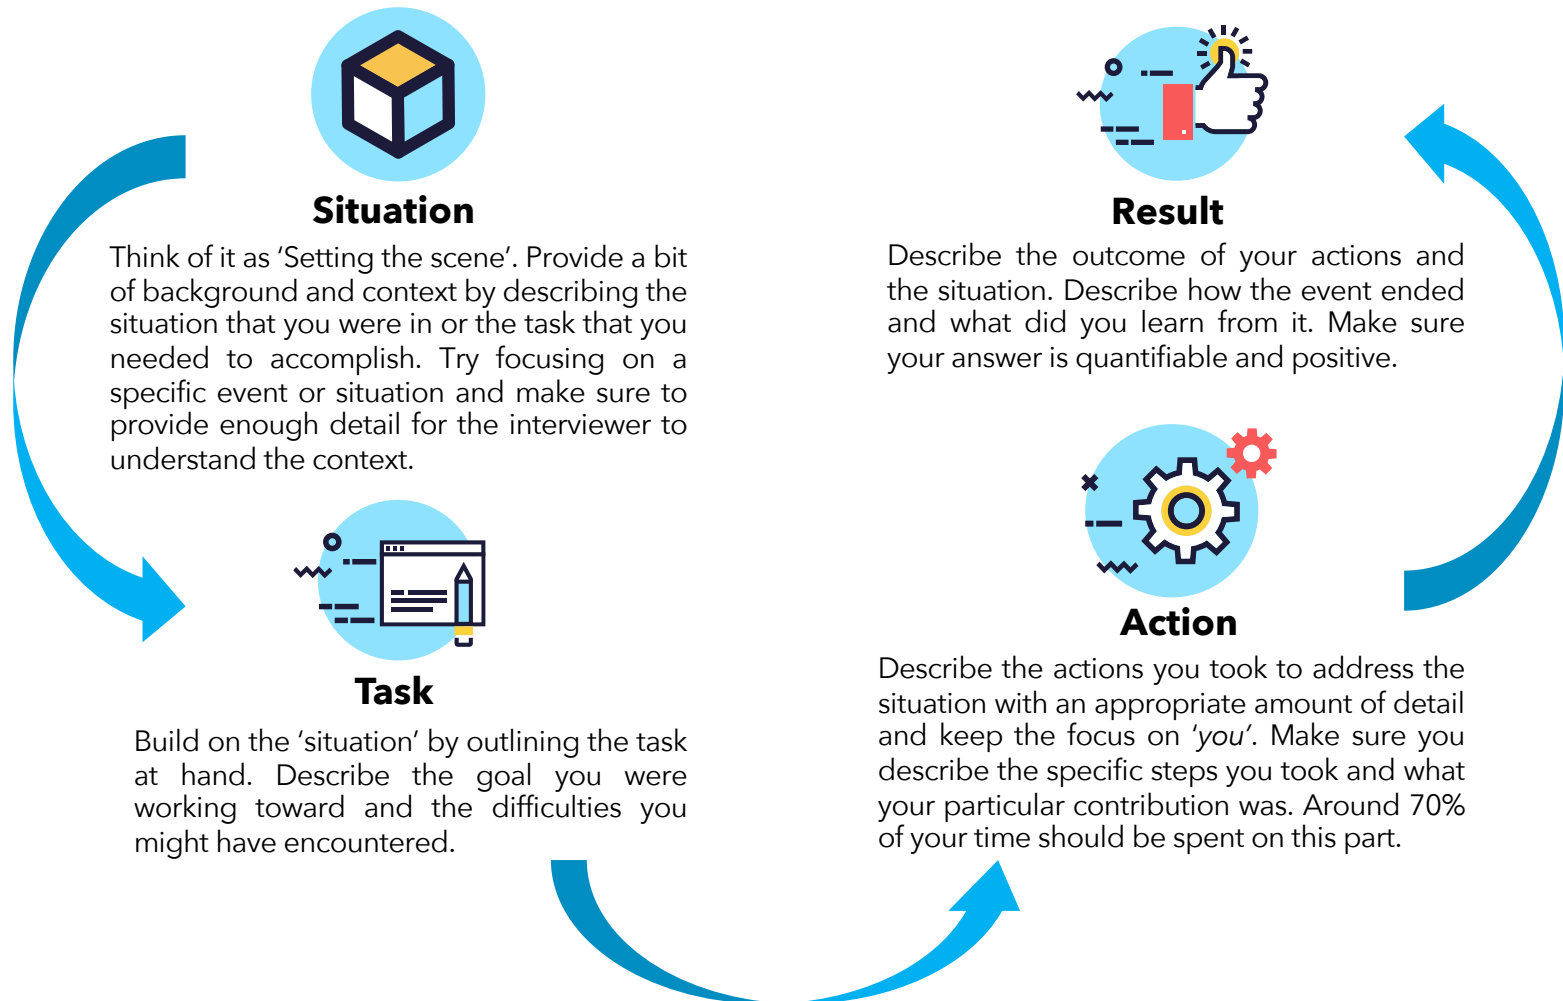 Situation
Think of it as ‘Setting the scene’. Provide a bit
of background and context by describing the
situation that you were in or the task that you
needed to accomplish. Try focusing on a
specific event or situation and make sure to
provide enough detail for the interviewer to
understand the context.
Task
Build on the ‘situation’ by outlining the task
at hand. Describe the goal you were
working toward and the difficulties you
might have encountered.
Action
Describe the actions you took to address the
situation with an appropriate amount of detail
and keep the focus on ‘you’. Make sure you
describe the specific steps you took and what
your particular contribution was. Around 70%
of your time should be spent on this part.
Result
Describe the outcome of your actions and
the situation. Describe how the event ended
and what did you learn from it. Make sure
your answer is quantifiable and positive.